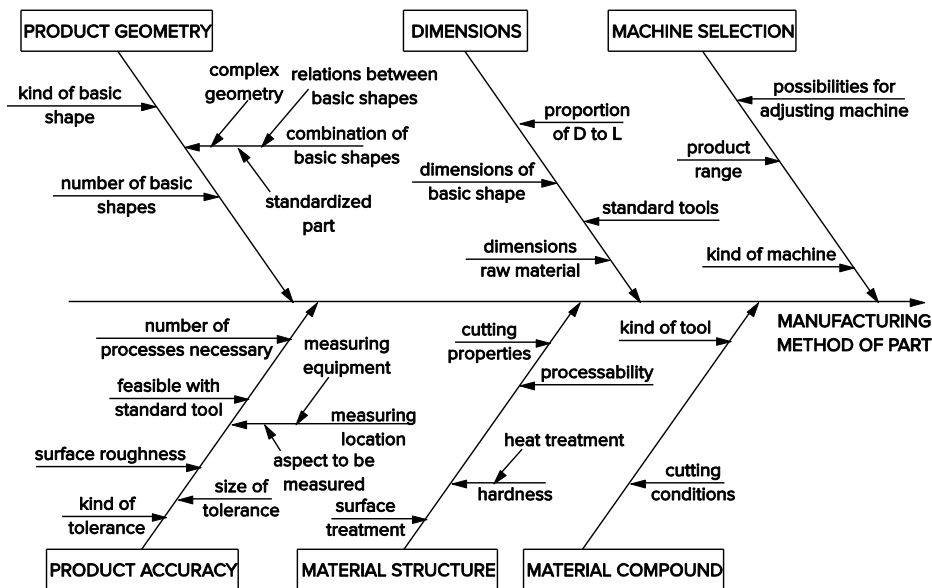 PRODUCT GEOMETRY
DIMENSIONS
MACHINE SELECTION
kind of basic
shape
complex
geometry
relations between
basic shapes
combination of
basic shapes
number of basic
shapes
standardized
part
proportion
of D to L
dimensions of
basic shape
standard tools
dimensions
raw material
possibilities for
adjusting machine
product
range
kind of machine
MANUFACTURING
METHOD OF PART
number of
processes necessary
measuring
equipment
feasible with
standard tool
measuring
location
aspect to be
measured
surface roughness
size of
tolerance
kind of
tolerance
cutting
properties
processability
heat treatment
hardness
surface
treatment
kind of tool
cutting
conditions
PRODUCT ACCURACY
MATERIAL STRUCTURE
MATERIAL COMPOUND